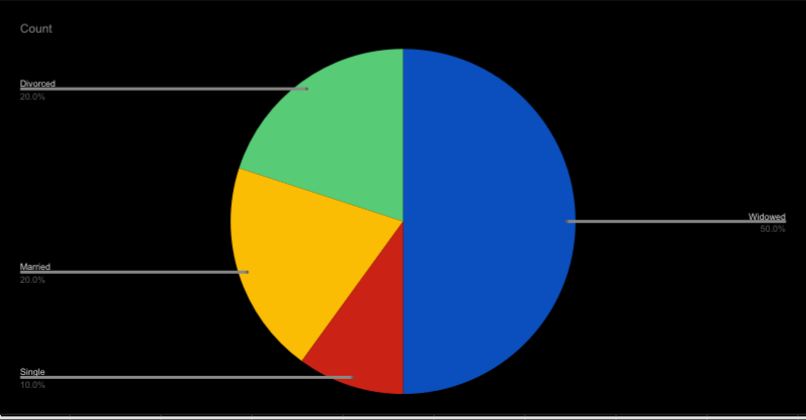 Count
Divorced
20.0%
Widowed
50.0%
Married
20.0%
Single
10.0%